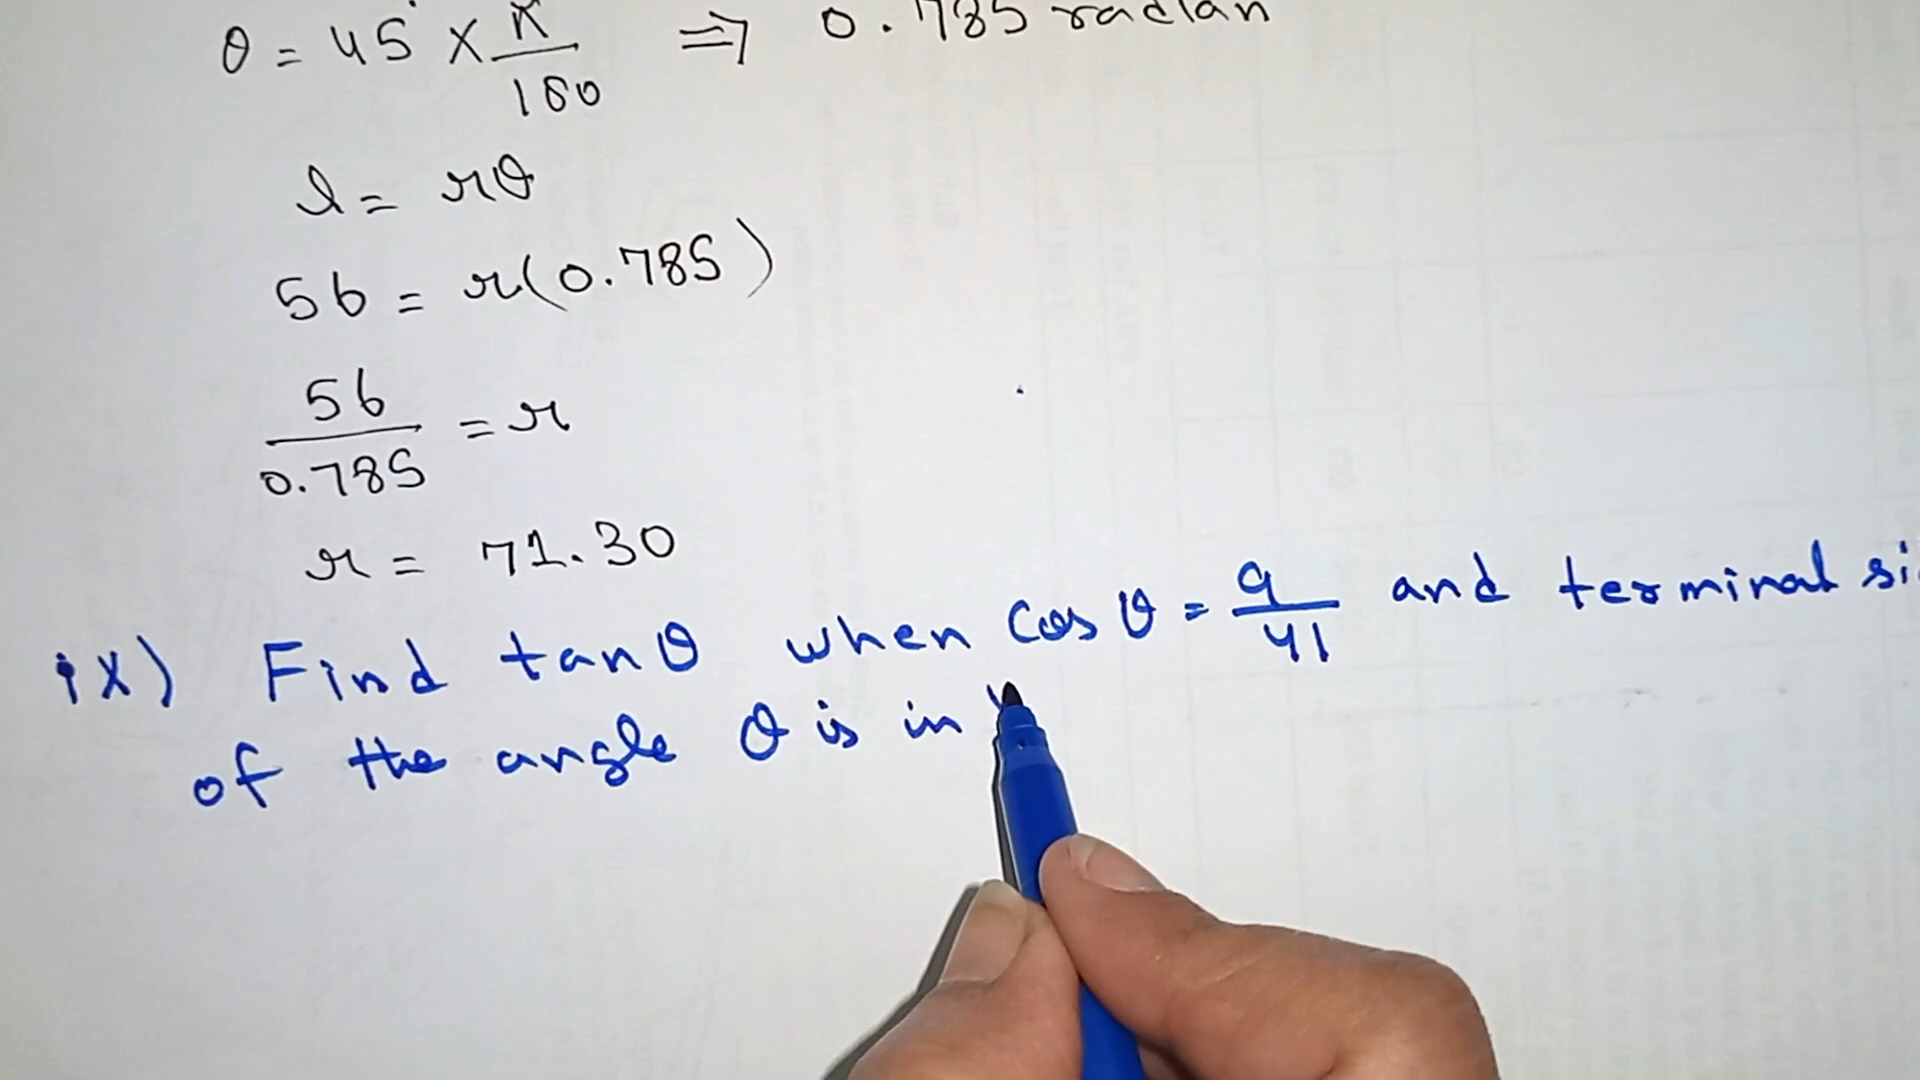 θ = 45° × π/180 ⇒ 0.785 radian
l = rθ
56 = r(0.785)
56/0.785 = r
r = 71.30
ix) Find tanθ when Cosθ = 9/41 and terminal si
of the angle θ is in